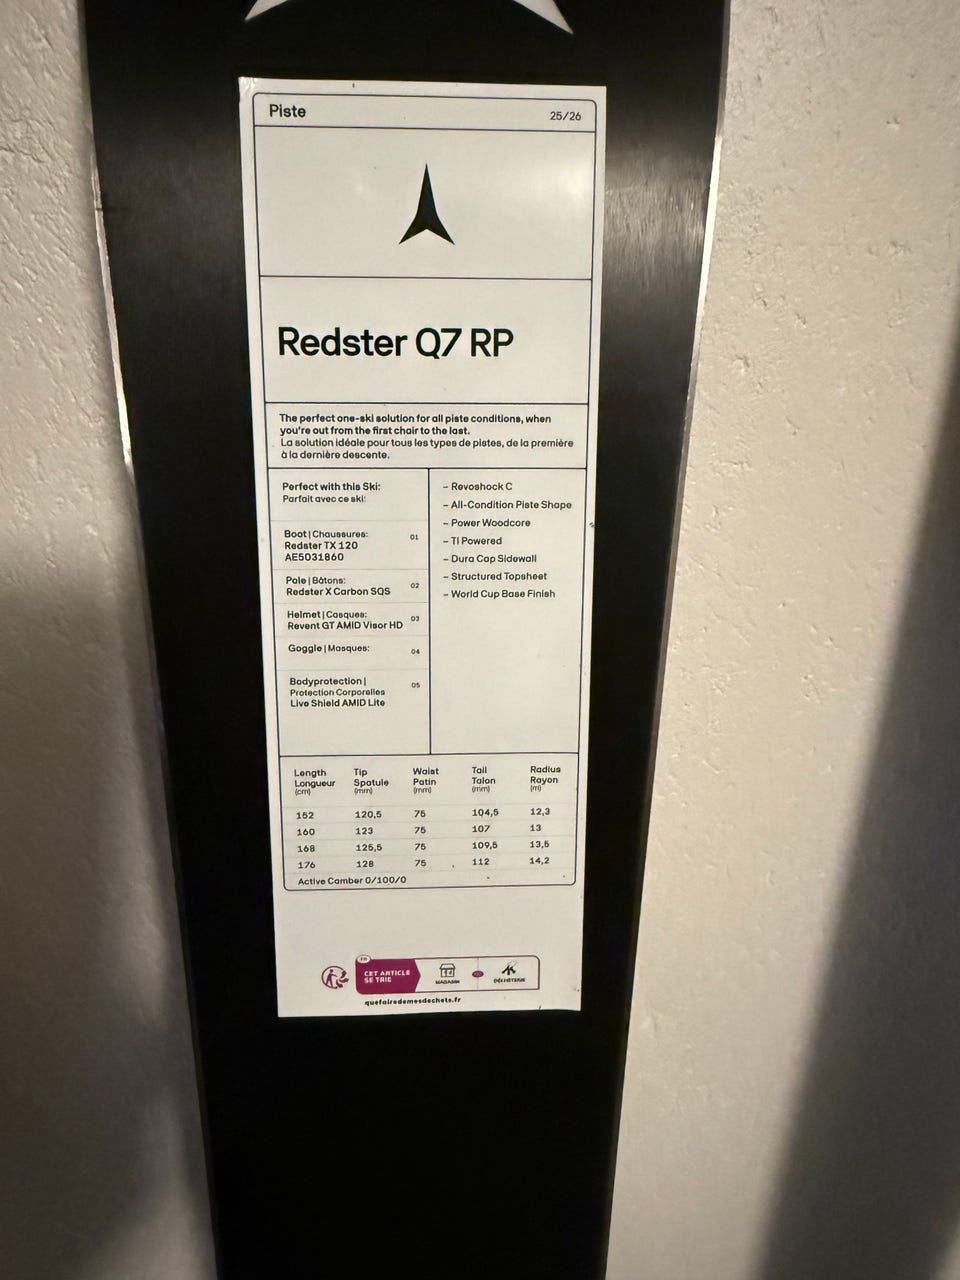 Piste 25/26
Redster Q7 RP
The perfect one-ski solution for all piste conditions, when
you're out from the first chair to the last.
La solution idéale pour tous les types de pistes, de la première
à la dernière descente.
Perfect with this Ski:
Parfait avec ce ski:
Boot | Chaussures: 01
Redster TX 120
AE5031860
Pole | Bâtons: 02
Redster X Carbon SQS
Helmet | Casques: 03
Revent GT AMID Visor HD
Goggle | Masques: 04
Bodyprotection | 05
Protection Corporelles
Live Shield AMID Lite
– Revoshock C
– All-Condition Piste Shape
– Power Woodcore
– TI Powered
– Dura Cap Sidewall
– Structured Topsheet
– World Cup Base Finish
Length Tip Waist Tail Radius
Longueur Spatule Patin Talon Rayon
(cm) (mm) (mm) (mm) (m)
152 120,5 75 104,5 12,3
160 123 75 107 13
168 125,5 75 109,5 13,5
176 128 75 112 14,2
Active Camber 0/100/0
FR
CET ARTICLE
SE TRIE
MAGASIN
DÉCHÈTERIE
quefairedemesdechets.fr